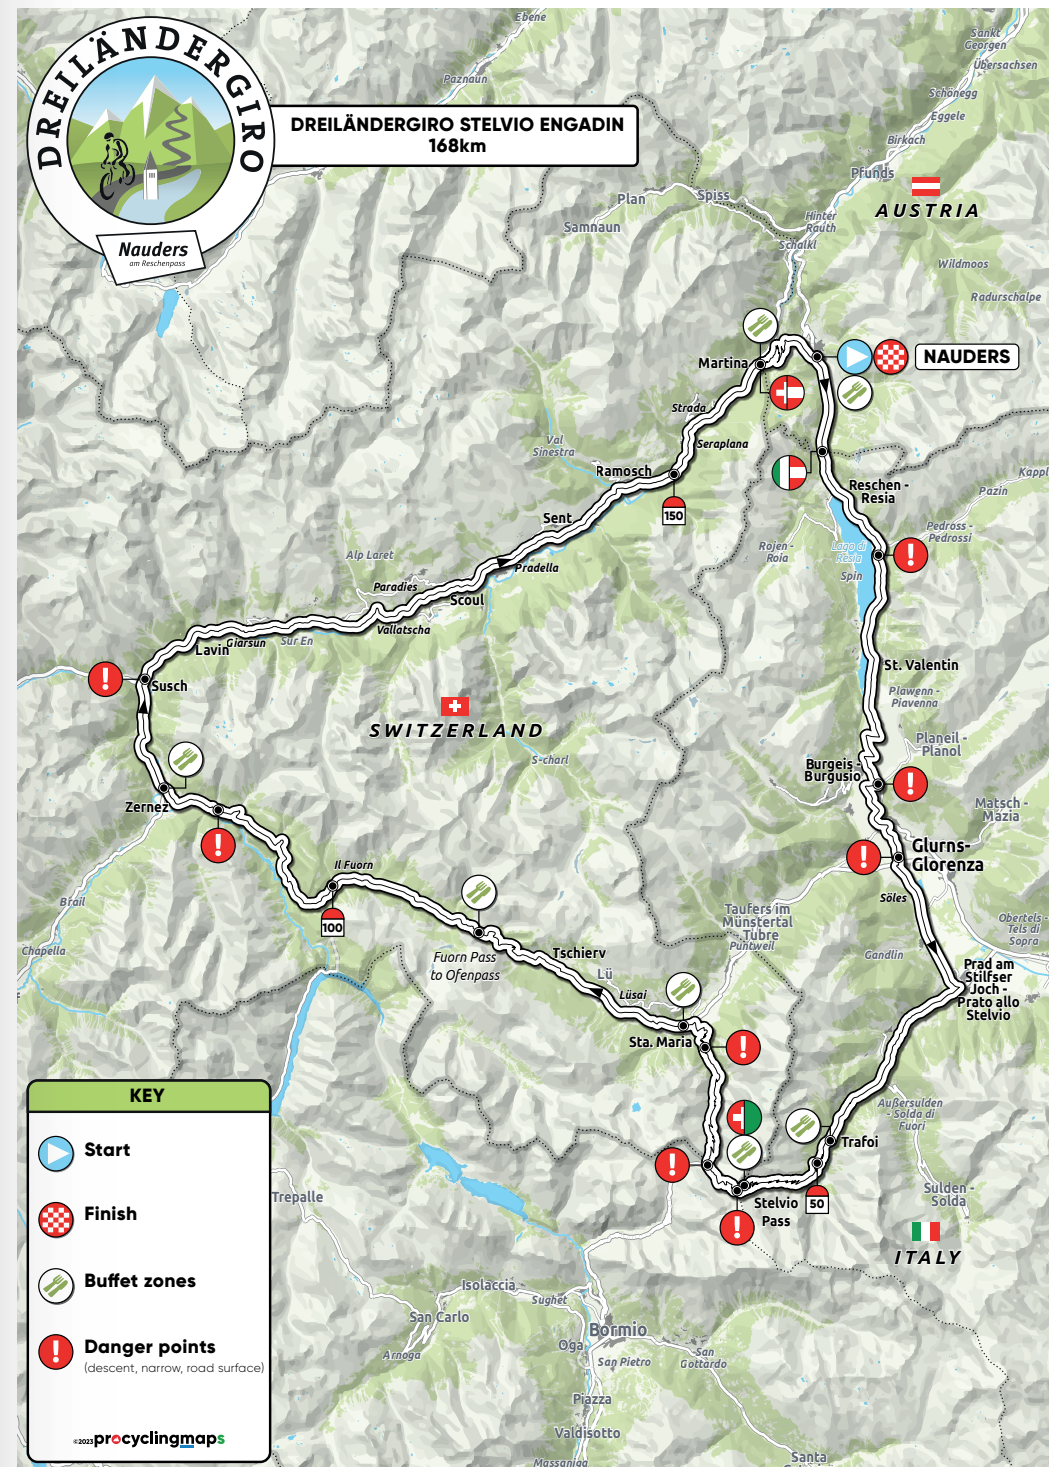 DREILÄNDERGIRO
Nauders
am Reschenpass
DREILÄNDERGIRO STELVIO ENGADIN
168km
Ebene
Paznaun
Sankt
Georgen
Übersachsen
Schönegg
Eggele
Birkach
Pfunds
AUSTRIA
Plan
Spiss
Samnaun
Hinter
Rauth
Schalkl
Wildmoos
Radurschalpe
Martina
NAUDERS
Strada
Seraplana
Val
Sinestra
Ramosch
150
Reschen -
Resia
Kappl
Pazin
Sent
Pedross -
Pedrossi
Rojen -
Roia
Lago di
Resia
Spin
Alp Laret
Pradella
Paradies
Scoul
Vallatscha
Giarsun
Sur En
Lavin
Susch
St. Valentin
Plawenn -
Piavenna
SWITZERLAND
Planeil -
Planol
S-charl
Burgeis -
Burgusio
Zernez
Matsch -
Mazia
Glurns-
Glorenza
Il Fuorn
Söles
Brail
100
Taufers im
Münstertal
Tubre
Puntweil
Obertels -
Tels di
Sopra
Chapella
Fuorn Pass
to Ofenpass
Tschierv
Gandlin
Lü
Lüsai
Prad am
Stilfser
Joch -
Prato allo
Stelvio
Sta. Maria
Außersulden
- Solda di
Fuori
Trafoi
Trepalle
Sulden -
Solda
Stelvio
Pass
50
ITALY
Isolaccia
Sughet
San Carlo
Bormio
Oga
Arnoga
San Pietro
San
Gottardo
Piazza
Valdisotto
Massaniga
Santa
KEY
Start
Finish
Buffet zones
Danger points
(descent, narrow, road surface)
©2023 procyclingmaps